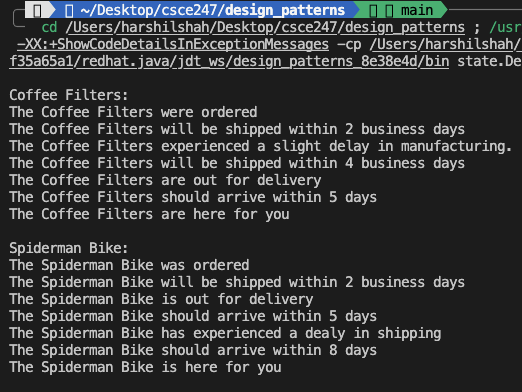 ~/Desktop/csce247/design_patterns main
cd /Users/harshilshah/Desktop/csce247/design_patterns ; /usr
-XX:+ShowCodeDetailsInExceptionMessages -cp /Users/harshilshah/
f35a65a1/redhat.java/jdt_ws/design_patterns_8e38e4d/bin state.De
Coffee Filters:
The Coffee Filters were ordered
The Coffee Filters will be shipped within 2 business days
The Coffee Filters experienced a slight delay in manufacturing.
The Coffee Filters will be shipped within 4 business days
The Coffee Filters are out for delivery
The Coffee Filters should arrive within 5 days
The Coffee Filters are here for you
Spiderman Bike:
The Spiderman Bike was ordered
The Spiderman Bike will be shipped within 2 business days
The Spiderman Bike is out for delivery
The Spiderman Bike should arrive within 5 days
The Spiderman Bike has experienced a dealy in shipping
The Spiderman Bike should arrive within 8 days
The Spiderman Bike is here for you